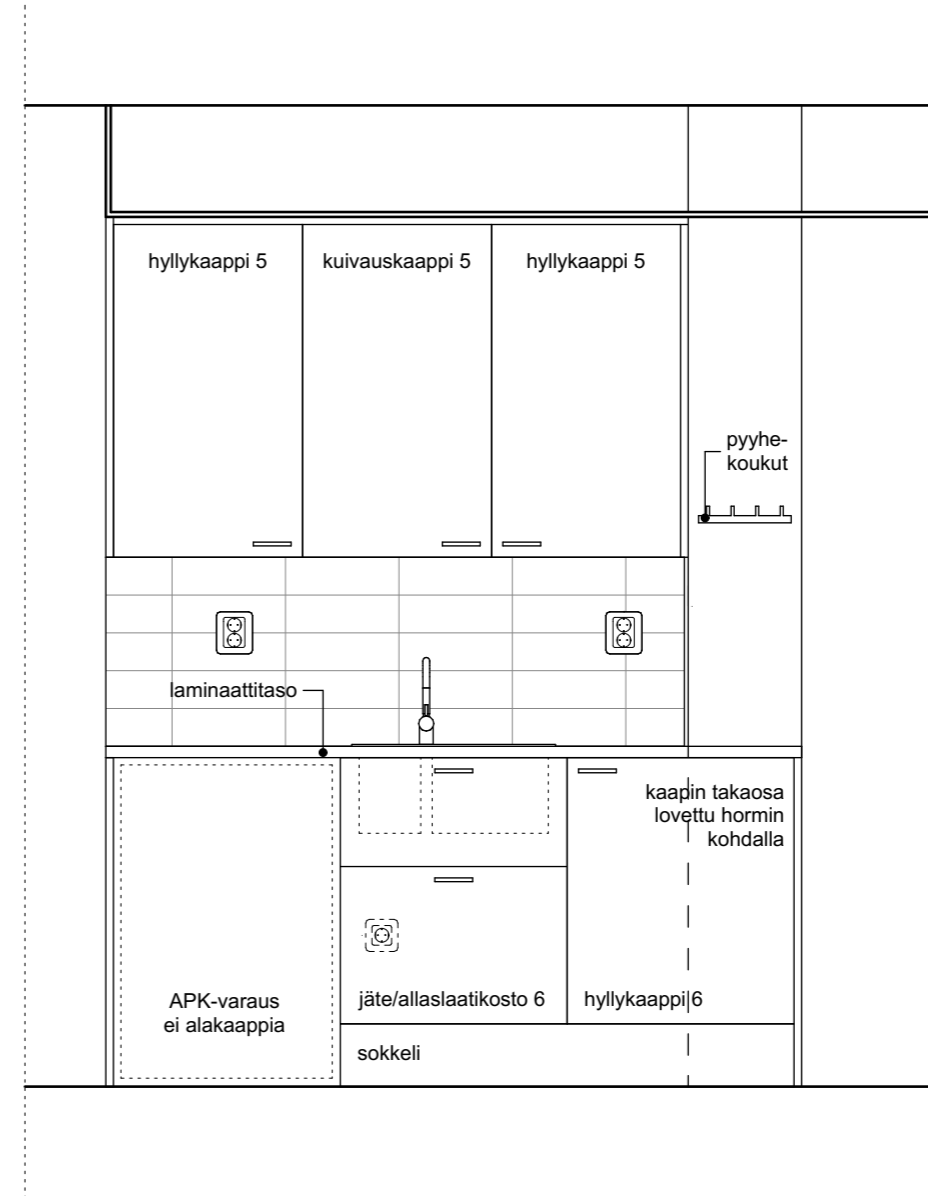 hyllykaappi 5
kuivauskaappi 5
hyllykaappi 5
pyyhe-
koukut
laminaattitaso
kaapin takaosa
lovettu hormin
kohdalla
APK-varaus
ei alakaappia
jäte/allaslaatikosto 6
hyllykaappi 6
sokkeli